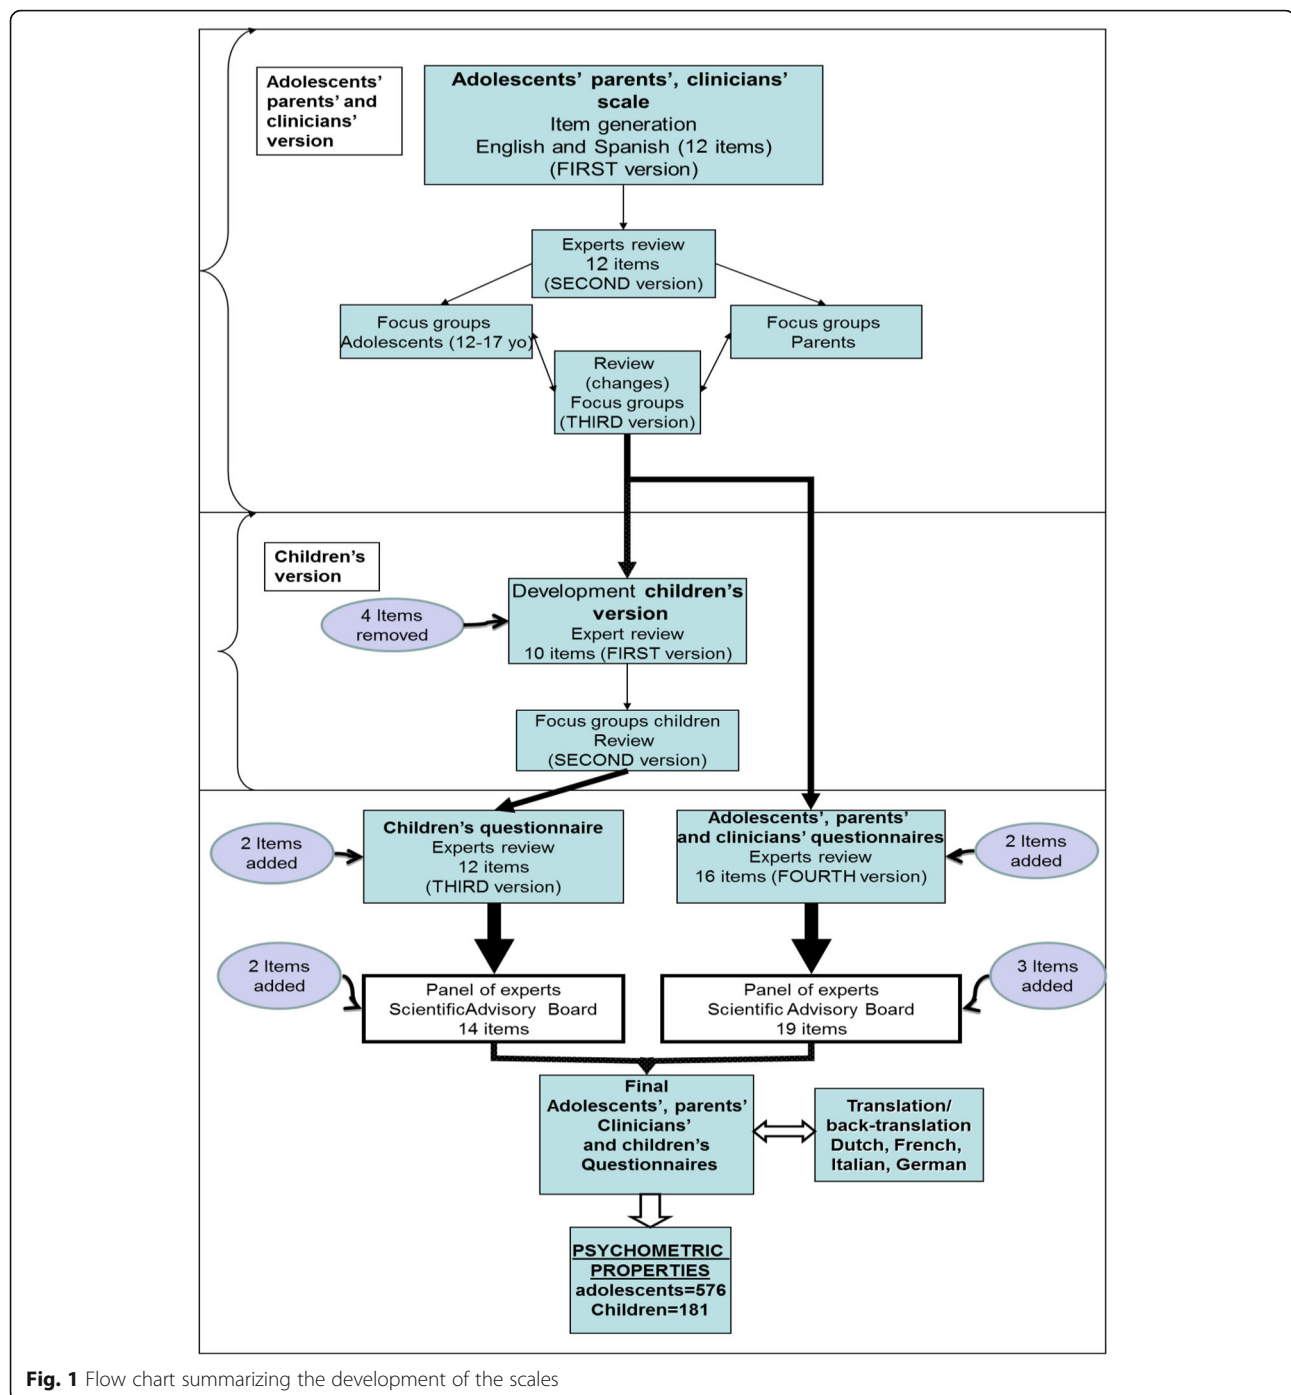 Adolescents'
parents' and
clinicians'
version
Adolescents' parents', clinicians'
scale
Item generation
English and Spanish (12 items)
(FIRST version)
Experts review
12 items
(SECOND version)
Focus groups
Adolescents (12-17 yo)
Focus groups
Parents
Review
(changes)
Focus groups
(THIRD version)
Children's
version
4 Items
removed
Development children's
version
Expert review
10 items (FIRST version)
Focus groups children
Review
(SECOND version)
2 Items
added
Children's questionnaire
Experts review
12 items
(THIRD version)
Adolescents', parents'
and clinicians' questionnaires
Experts review
16 items (FOURTH version)
2 Items
added
2 Items
added
Panel of experts
ScientificAdvisory Board
14 items
Panel of experts
Scientific Advisory Board
19 items
3 Items
added
Final
Adolescents', parents'
Clinicians'
and children's
Questionnaires
Translation/
back-translation
Dutch, French,
Italian, German
PSYCHOMETRIC
PROPERTIES
adolescents=576
Children=181
Fig. 1 Flow chart summarizing the development of the scales